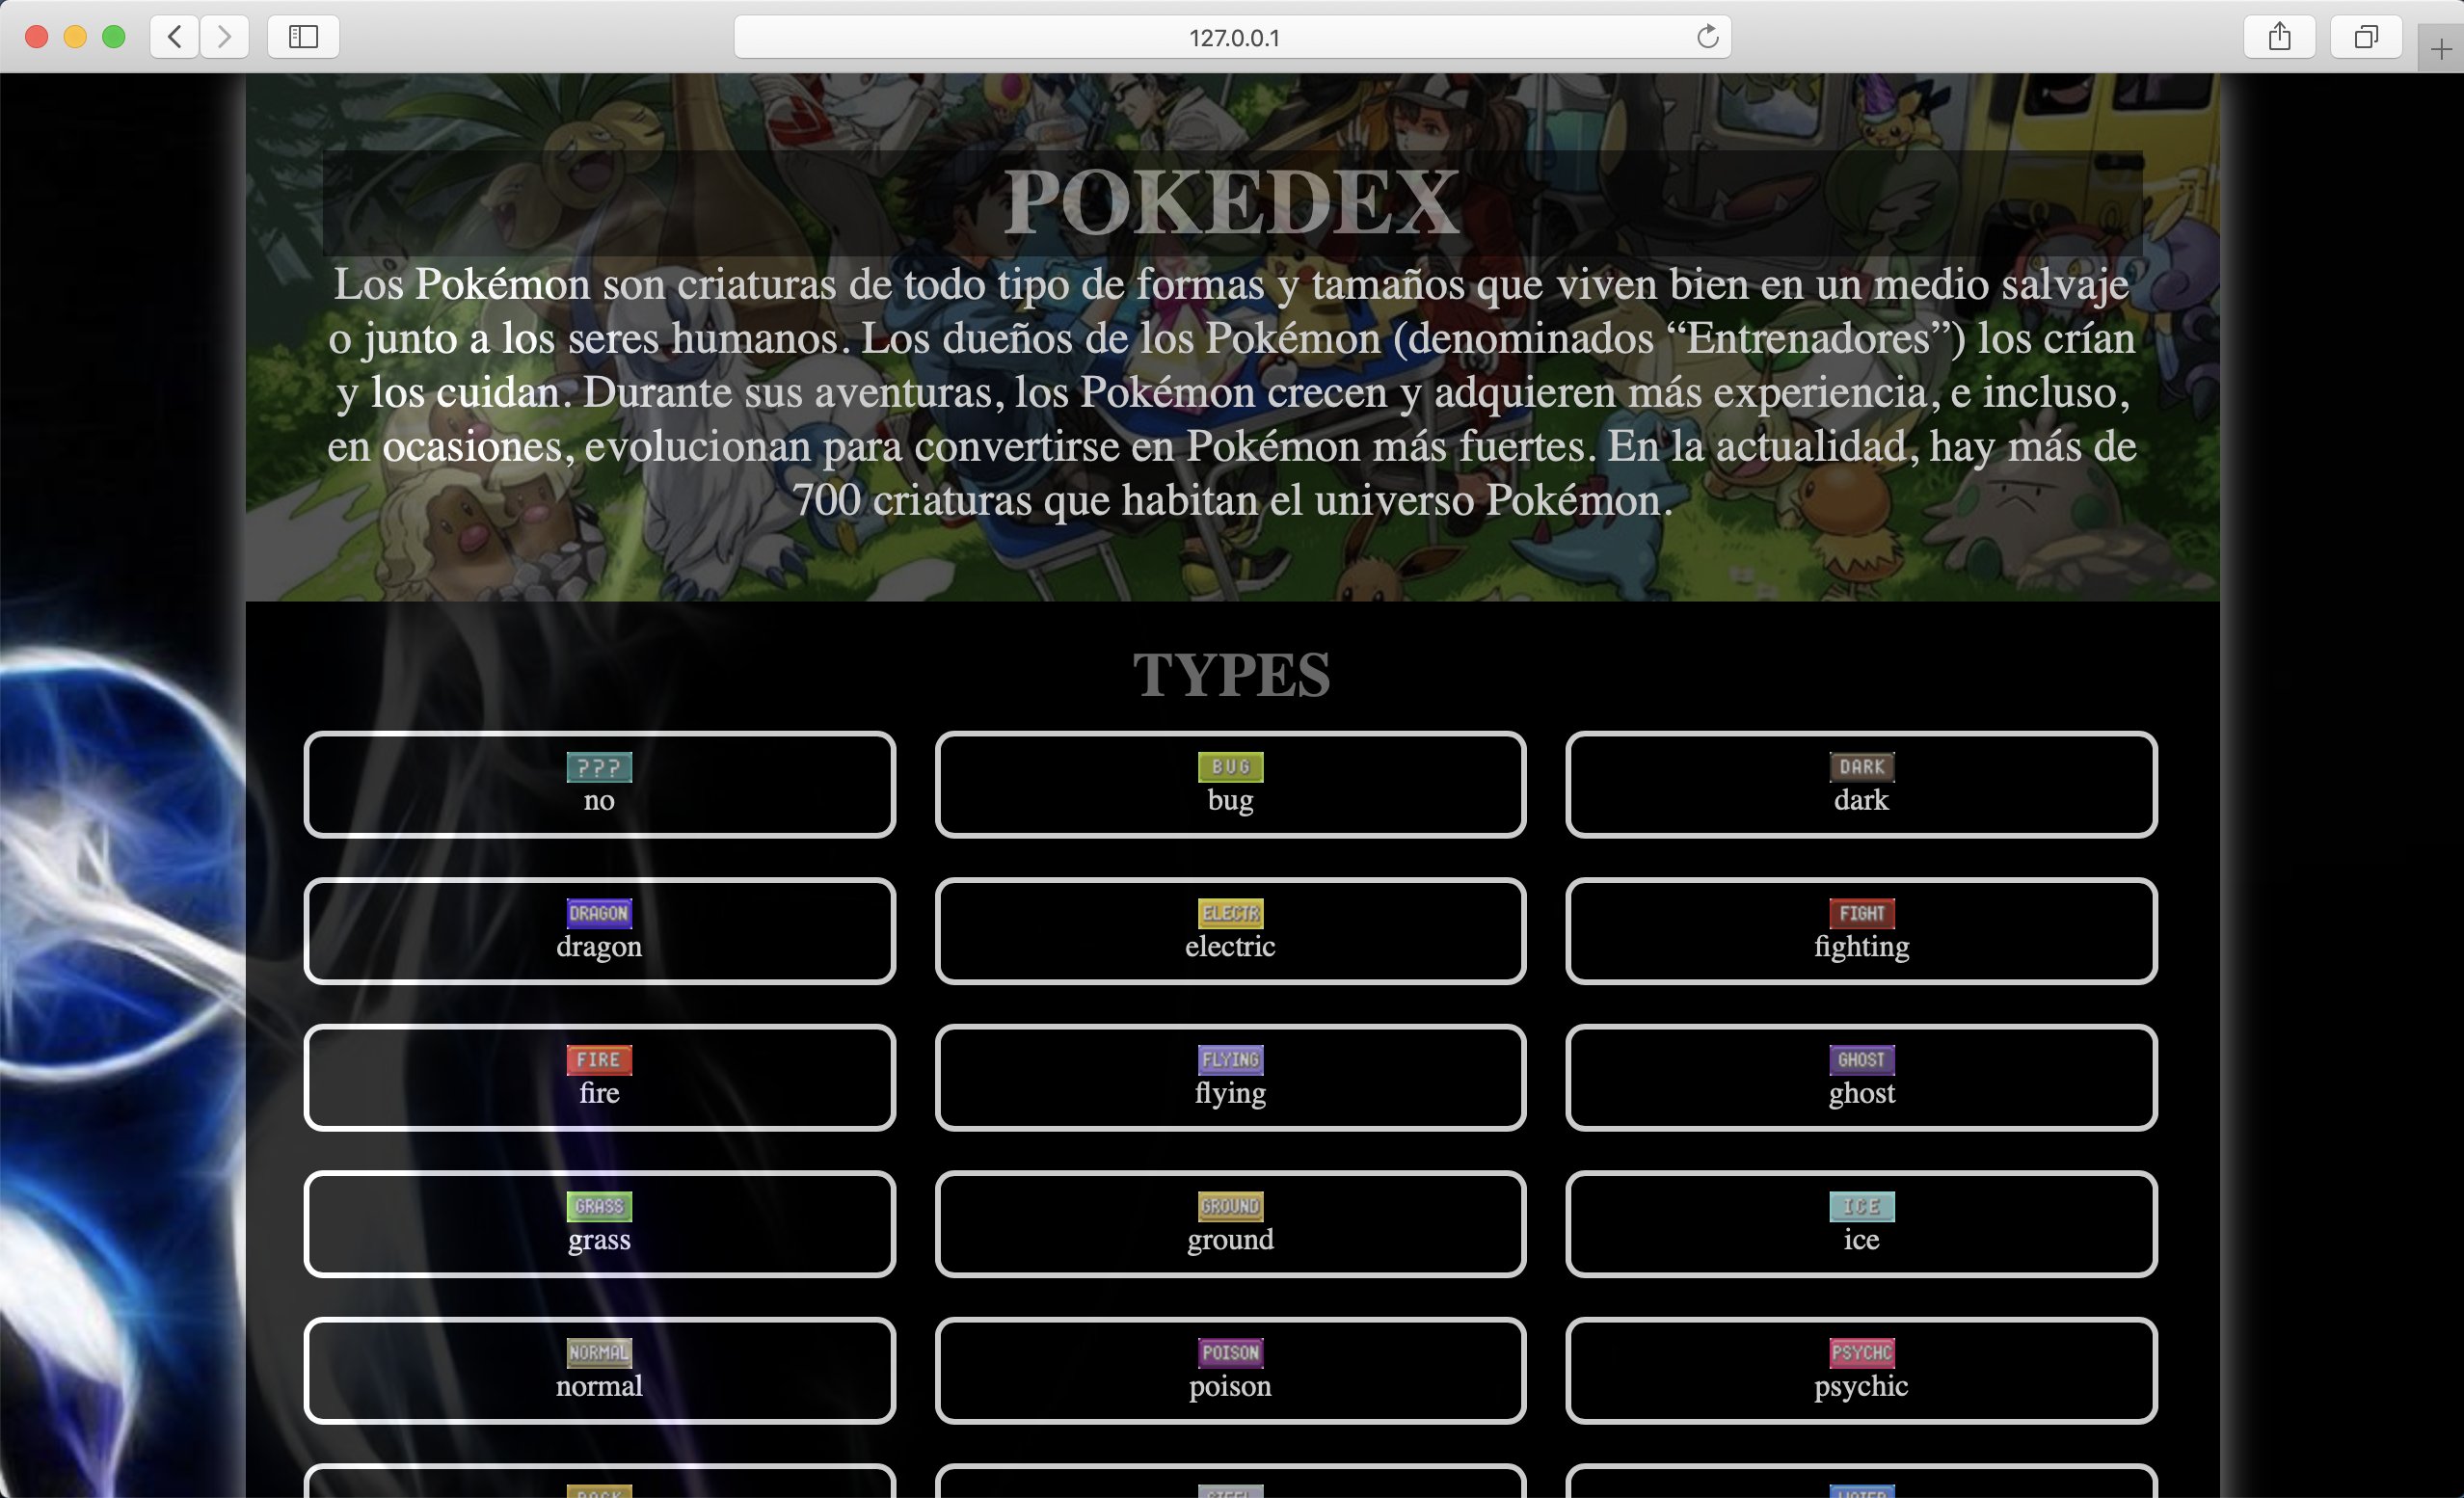 127.0.0.1
POKEDEX
Los Pokémon son criaturas de todo tipo de formas y tamaños que viven bien en un medio salvaje
o junto a los seres humanos. Los dueños de los Pokémon (denominados “Entrenadores”) los crían
y los cuidan. Durante sus aventuras, los Pokémon crecen y adquieren más experiencia, e incluso,
en ocasiones, evolucionan para convertirse en Pokémon más fuertes. En la actualidad, hay más de
700 criaturas que habitan el universo Pokémon.
TYPES
???
no
BUG
bug
DARK
dark
DRAGON
dragon
ELECTR
electric
FIGHT
fighting
FIRE
fire
FLYING
flying
GHOST
ghost
GRASS
grass
GROUND
ground
ICE
ice
NORMAL
normal
POISON
poison
PSYCHC
psychic
ROCK
STEEL
WATER